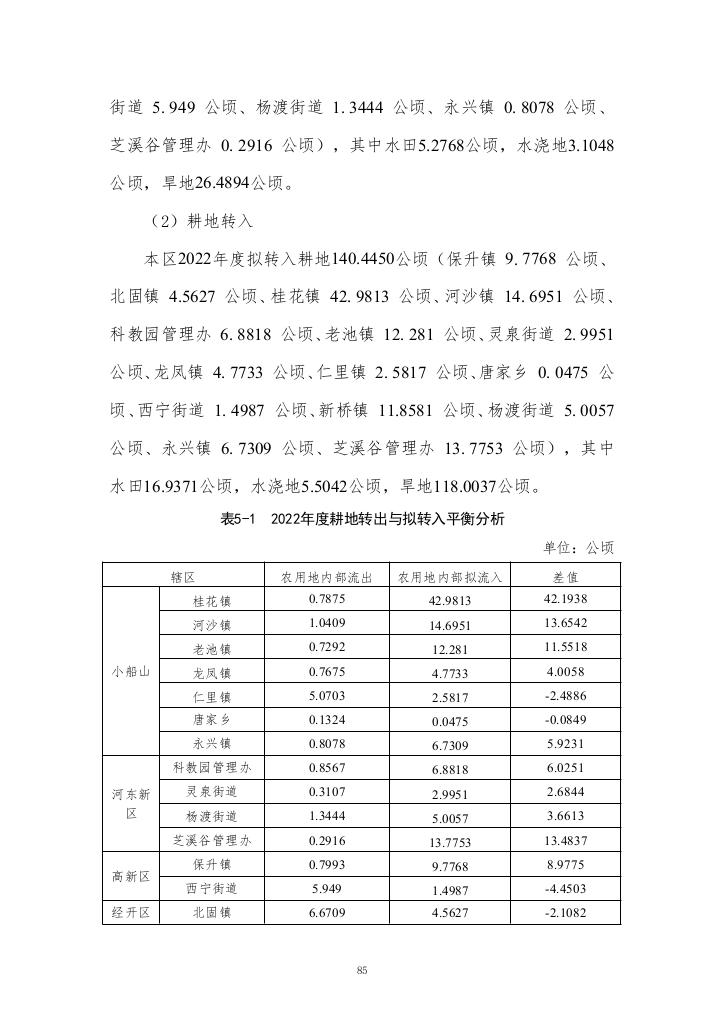 街道 5.949 公顷、杨渡街道 1.3444 公顷、永兴镇 0.8078 公顷、
芝溪谷管理办 0.2916 公顷），其中水田5.2768公顷，水浇地3.1048
公顷，旱地26.4894公顷。
（2）耕地转入
本区2022年度拟转入耕地140.4450公顷（保升镇 9.7768 公顷、
北固镇 4.5627 公顷、桂花镇 42.9813 公顷、河沙镇 14.6951 公顷、
科教园管理办 6.8818 公顷、老池镇 12.281 公顷、灵泉街道 2.9951
公顷、龙凤镇 4.7733 公顷、仁里镇 2.5817 公顷、唐家乡 0.0475 公
顷、西宁街道 1.4987 公顷、新桥镇 11.8581 公顷、杨渡街道 5.0057
公顷、永兴镇 6.7309 公顷、芝溪谷管理办 13.7753 公顷），其中
水田16.9371公顷，水浇地5.5042公顷，旱地118.0037公顷。
表5-1 2022年度耕地转出与拟转入平衡分析
单位：公顷
辖区 农用地内部流出 农用地内部拟流入 差值
桂花镇 0.7875 42.9813 42.1938
河沙镇 1.0409 14.6951 13.6542
老池镇 0.7292 12.281 11.5518
小船山 龙凤镇 0.7675 4.7733 4.0058
仁里镇 5.0703 2.5817 -2.4886
唐家乡 0.1324 0.0475 -0.0849
永兴镇 0.8078 6.7309 5.9231
科教园管理办 0.8567 6.8818 6.0251
河东新 灵泉街道 0.3107 2.9951 2.6844
区 杨渡街道 1.3444 5.0057 3.6613
芝溪谷管理办 0.2916 13.7753 13.4837
高新区 保升镇 0.7993 9.7768 8.9775
西宁街道 5.949 1.4987 -4.4503
经开区 北固镇 6.6709 4.5627 -2.1082
85